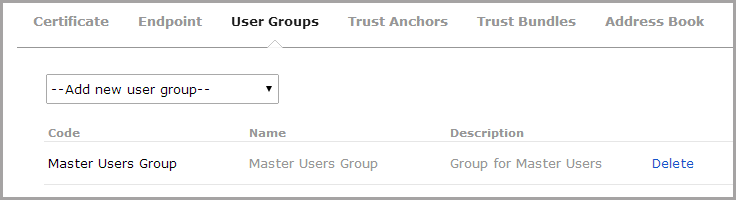 Certificate Endpoint User Groups Trust Anchors Trust Bundles Address Book
--Add new user group--
Code Name Description
Master Users Group Master Users Group Group for Master Users Delete